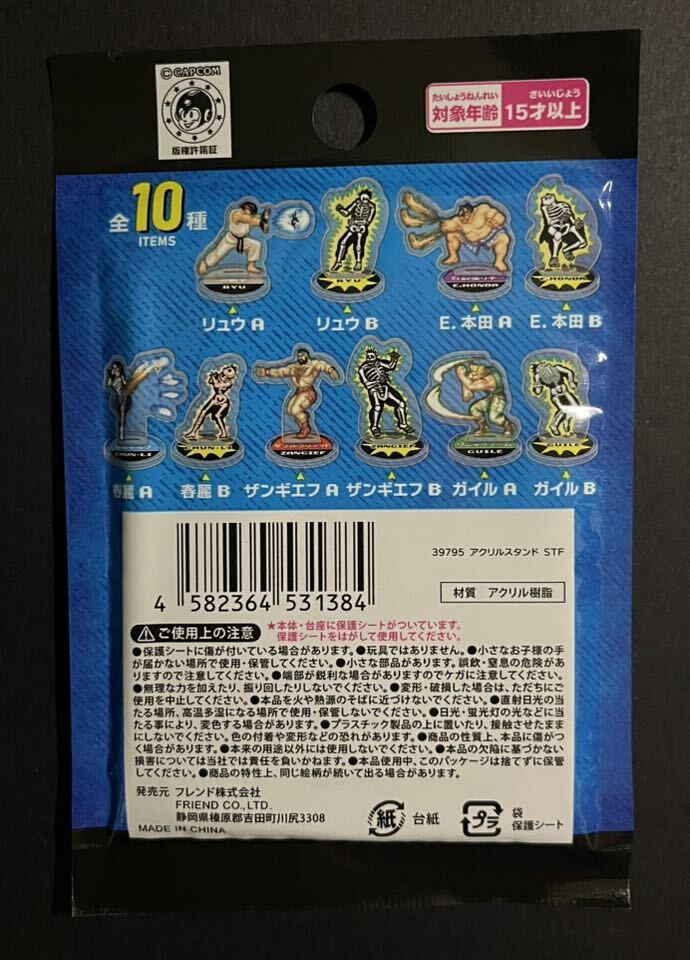 © CAPCOM
版権許諾証
たいしょうねんれい さいいじょう
対象年齢 15才以上
全10種
ITEMS
RYU
RYU
百裂張り手
E.HONDA
E.HONDA
リュウ A
リュウ B
E. 本田 A
E. 本田 B
CHUN-LI
CHUN-LI
ZANGIEF
ZANGIEF
GUILE
GUILE
春麗 A
春麗 B
ザンギエフ A
ザンギエフ B
ガイル A
ガイル B
4 582364 531384
39795 アクリルスタンド STF
材質 アクリル樹脂
ご使用上の注意
★本体・台座に保護シートがついています。
保護シートをはがして使用してください。
●保護シートに傷が付いている場合があります。●玩具ではありません。●小さなお子様の手
が届かない場所で使用・保管してください。●小さな部品があります。誤飲・窒息の危険があ
りますので注意してください。●端部が鋭利な場合がありますのでケガに注意してください。
●無理な力を加えたり、振り回したりしないでください。●変形・破損した場合は、ただちにご
使用を中止してください。●本品を火や熱源のそばに近づけないでください。●直射日光の当
たる場所、高温多湿になる場所で使用・保管しないでください。●日光・蛍光灯の光などに当
たる事により、変色する場合があります。●プラスチック製品の上に置いたり、接触させたまま
にしないでください。色の付着や変形などの恐れがあります。●商品の性質上、本品に傷がつ
く場合があります。●本来の用途以外には使用しないでください。●本品の欠陥に基づかない
損害については当社では責任を負いかねます。●本品使用中、このパッケージは捨てずに保管
してください。●商品の特性上、同じ絵柄が続いて出る場合があります。
発売元 フレンド株式会社
FRIEND CO.,LTD.
静岡県榛原郡吉田町川尻3308
MADE IN CHINA
紙 台紙
プラ 袋
保護シート